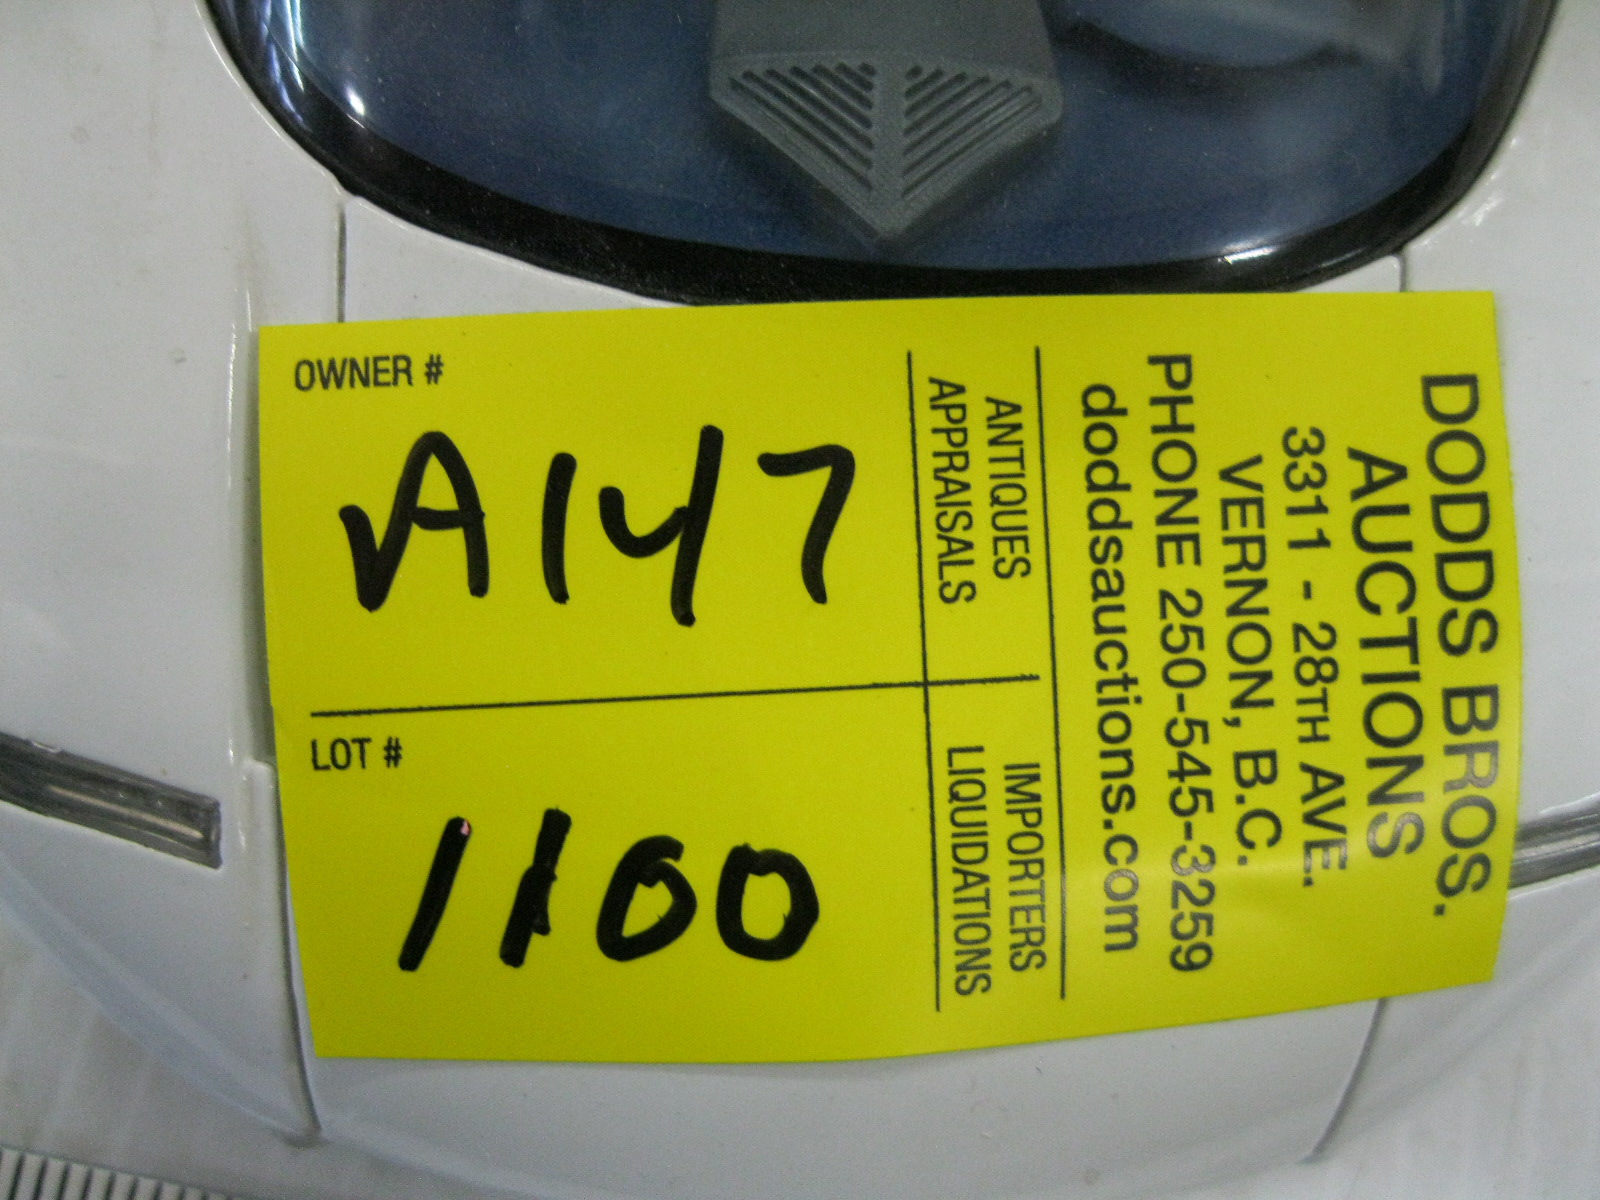 OWNER #
A147
LOT #
1100
ANTIQUES
APPRAISALS
IMPORTERS
LIQUIDATIONS
DODDS BROS.
AUCTIONS
3311 - 28TH AVE.
VERNON, B.C.
PHONE 250-545-3259
doddsauctions.com